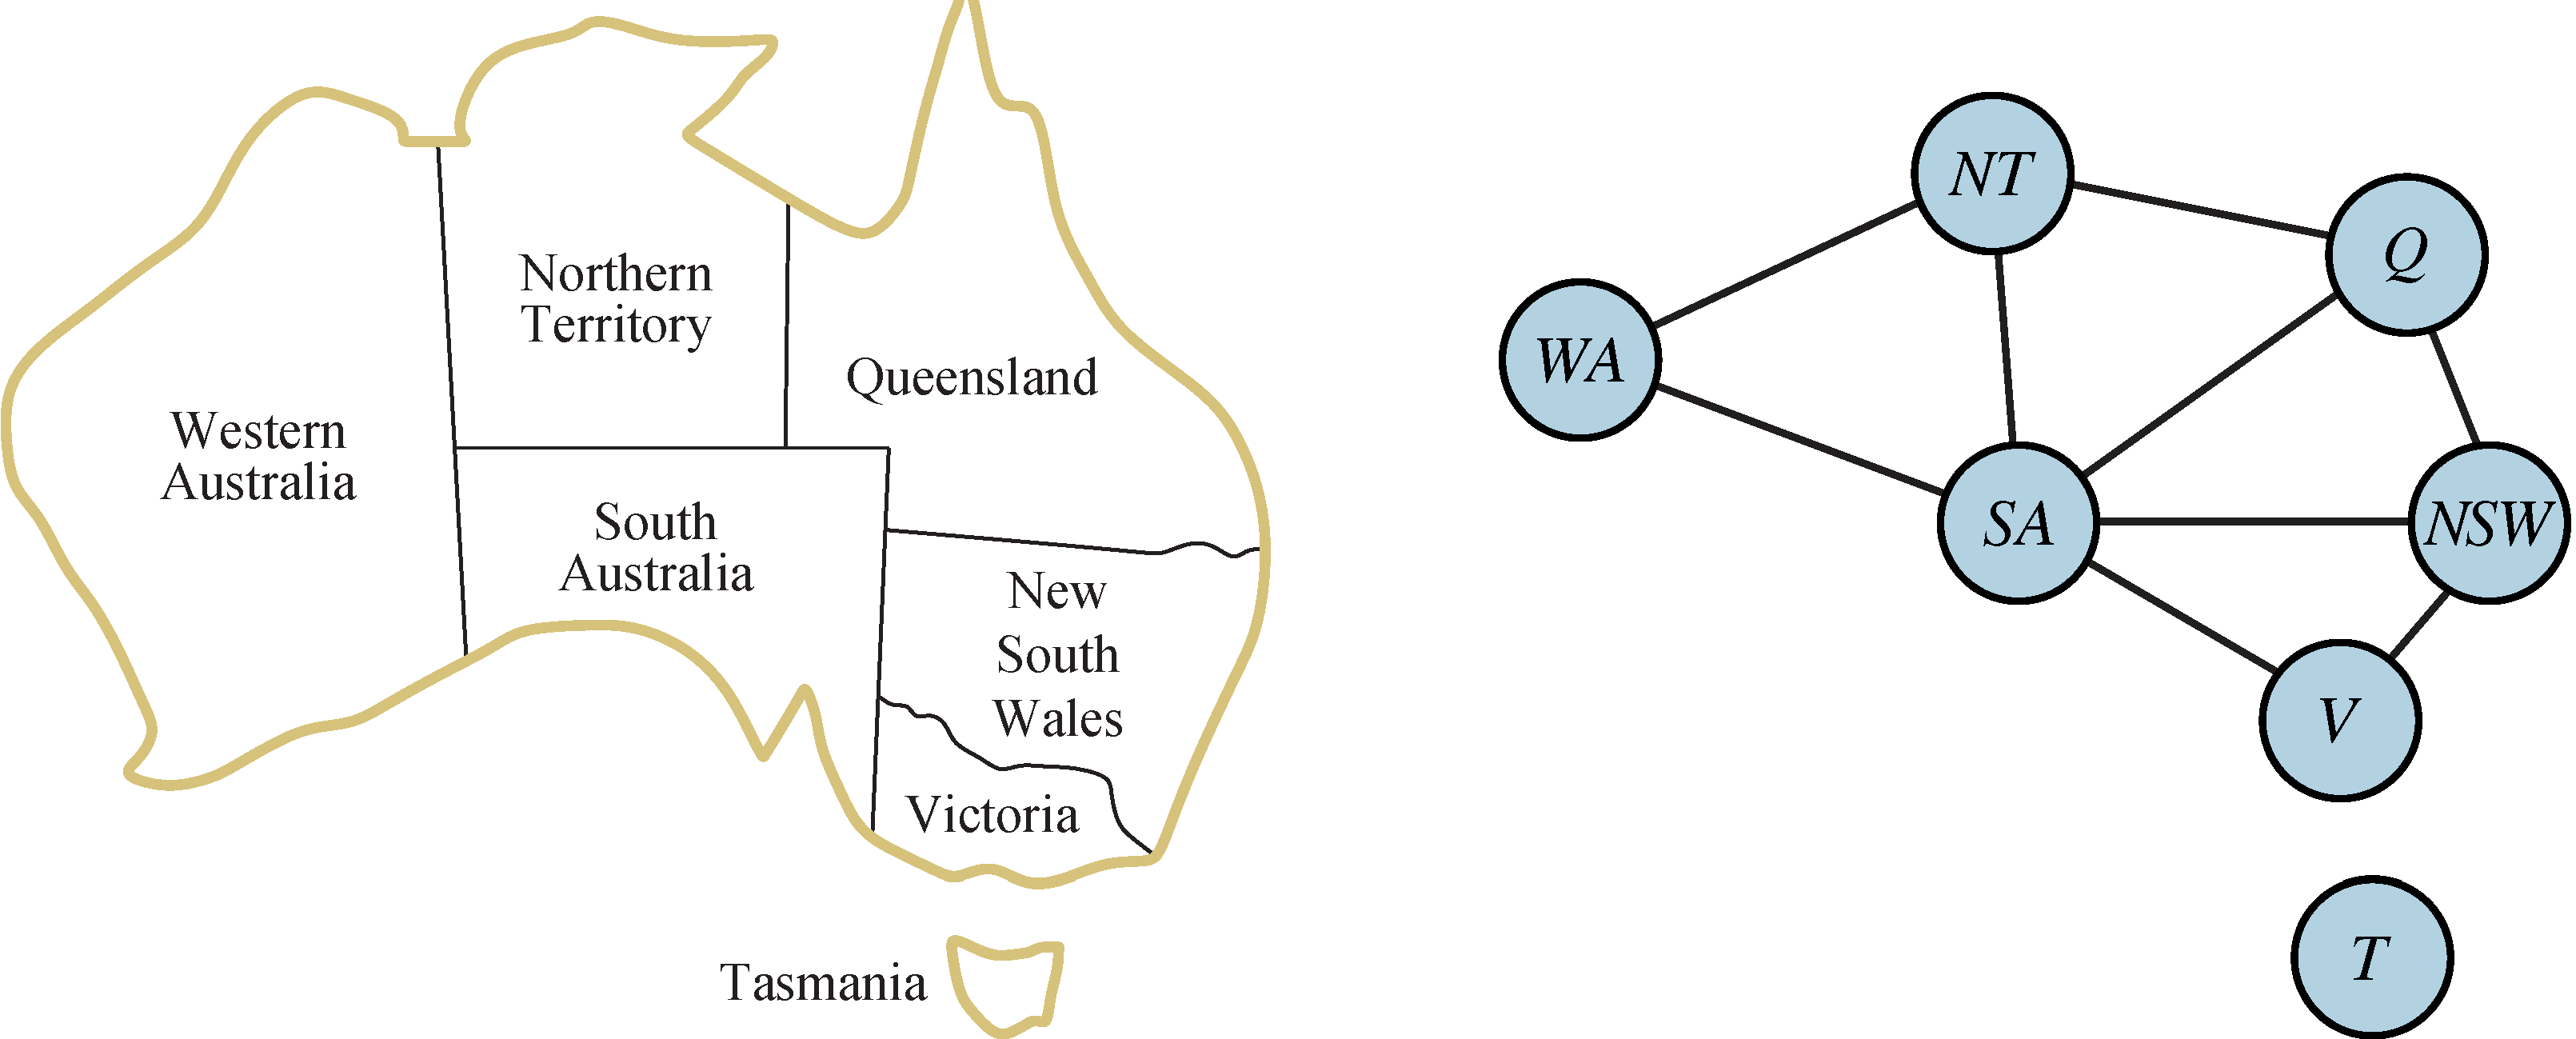 Northern
Territory
Queensland
Western
Australia
South
Australia
New
South
Wales
Victoria
Tasmania
NT
Q
WA
SA
NSW
V
T